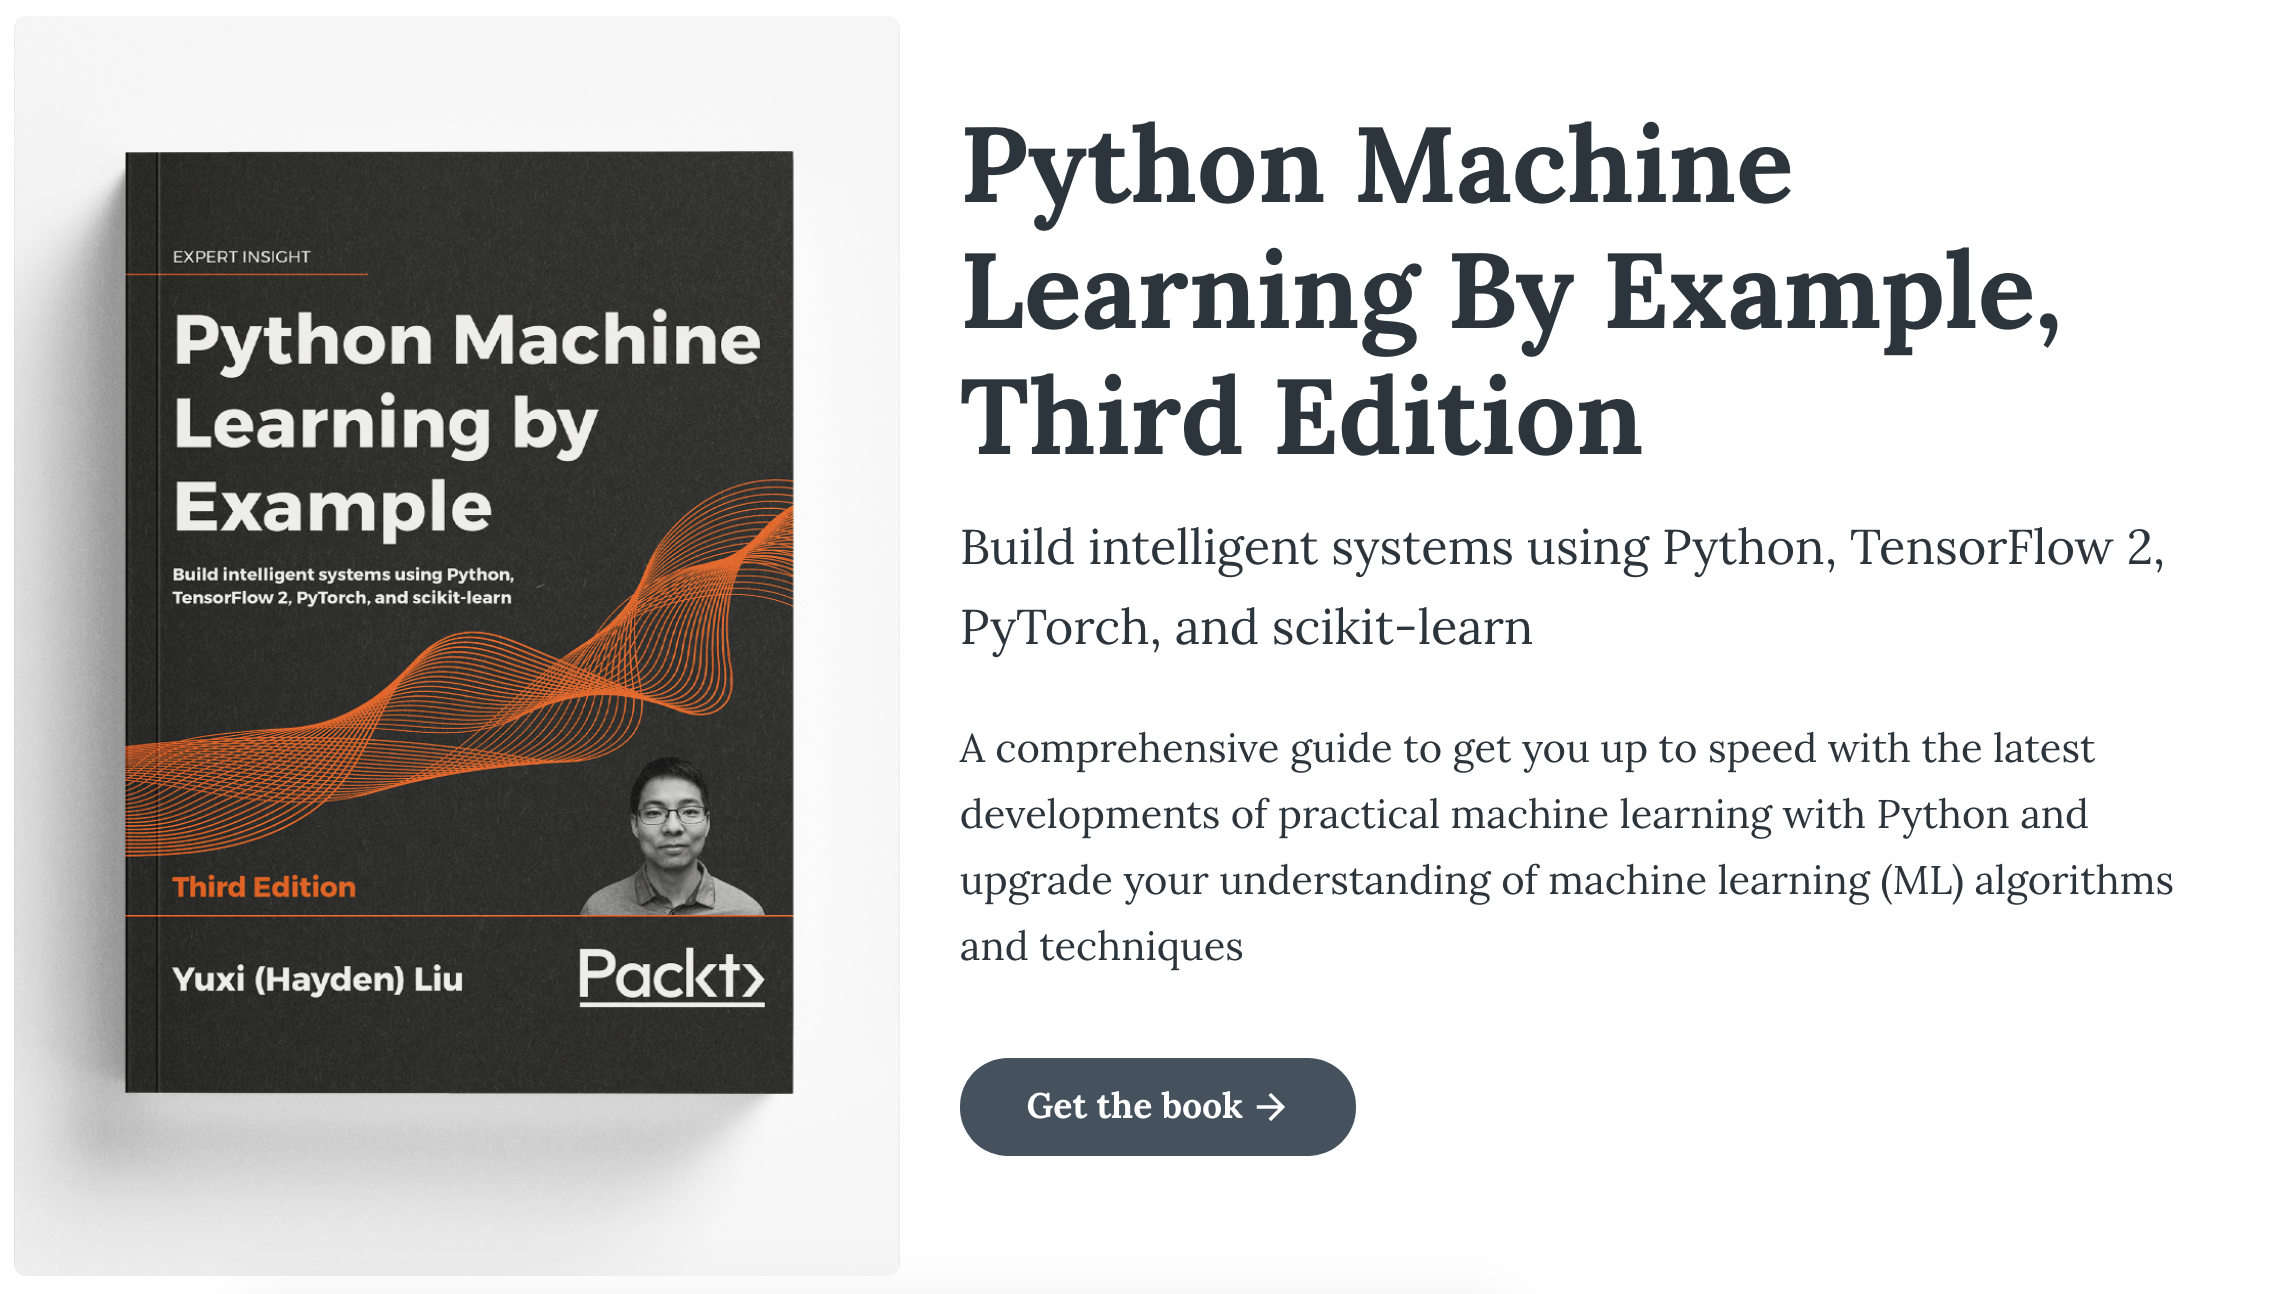 EXPERT INSIGHT
Python Machine
Learning by
Example
Build intelligent systems using Python,
TensorFlow 2, PyTorch, and scikit-learn
Third Edition
Yuxi (Hayden) Liu
Packt>
Python Machine
Learning By Example,
Third Edition
Build intelligent systems using Python, TensorFlow 2,
PyTorch, and scikit-learn
A comprehensive guide to get you up to speed with the latest
developments of practical machine learning with Python and
upgrade your understanding of machine learning (ML) algorithms
and techniques
Get the book →